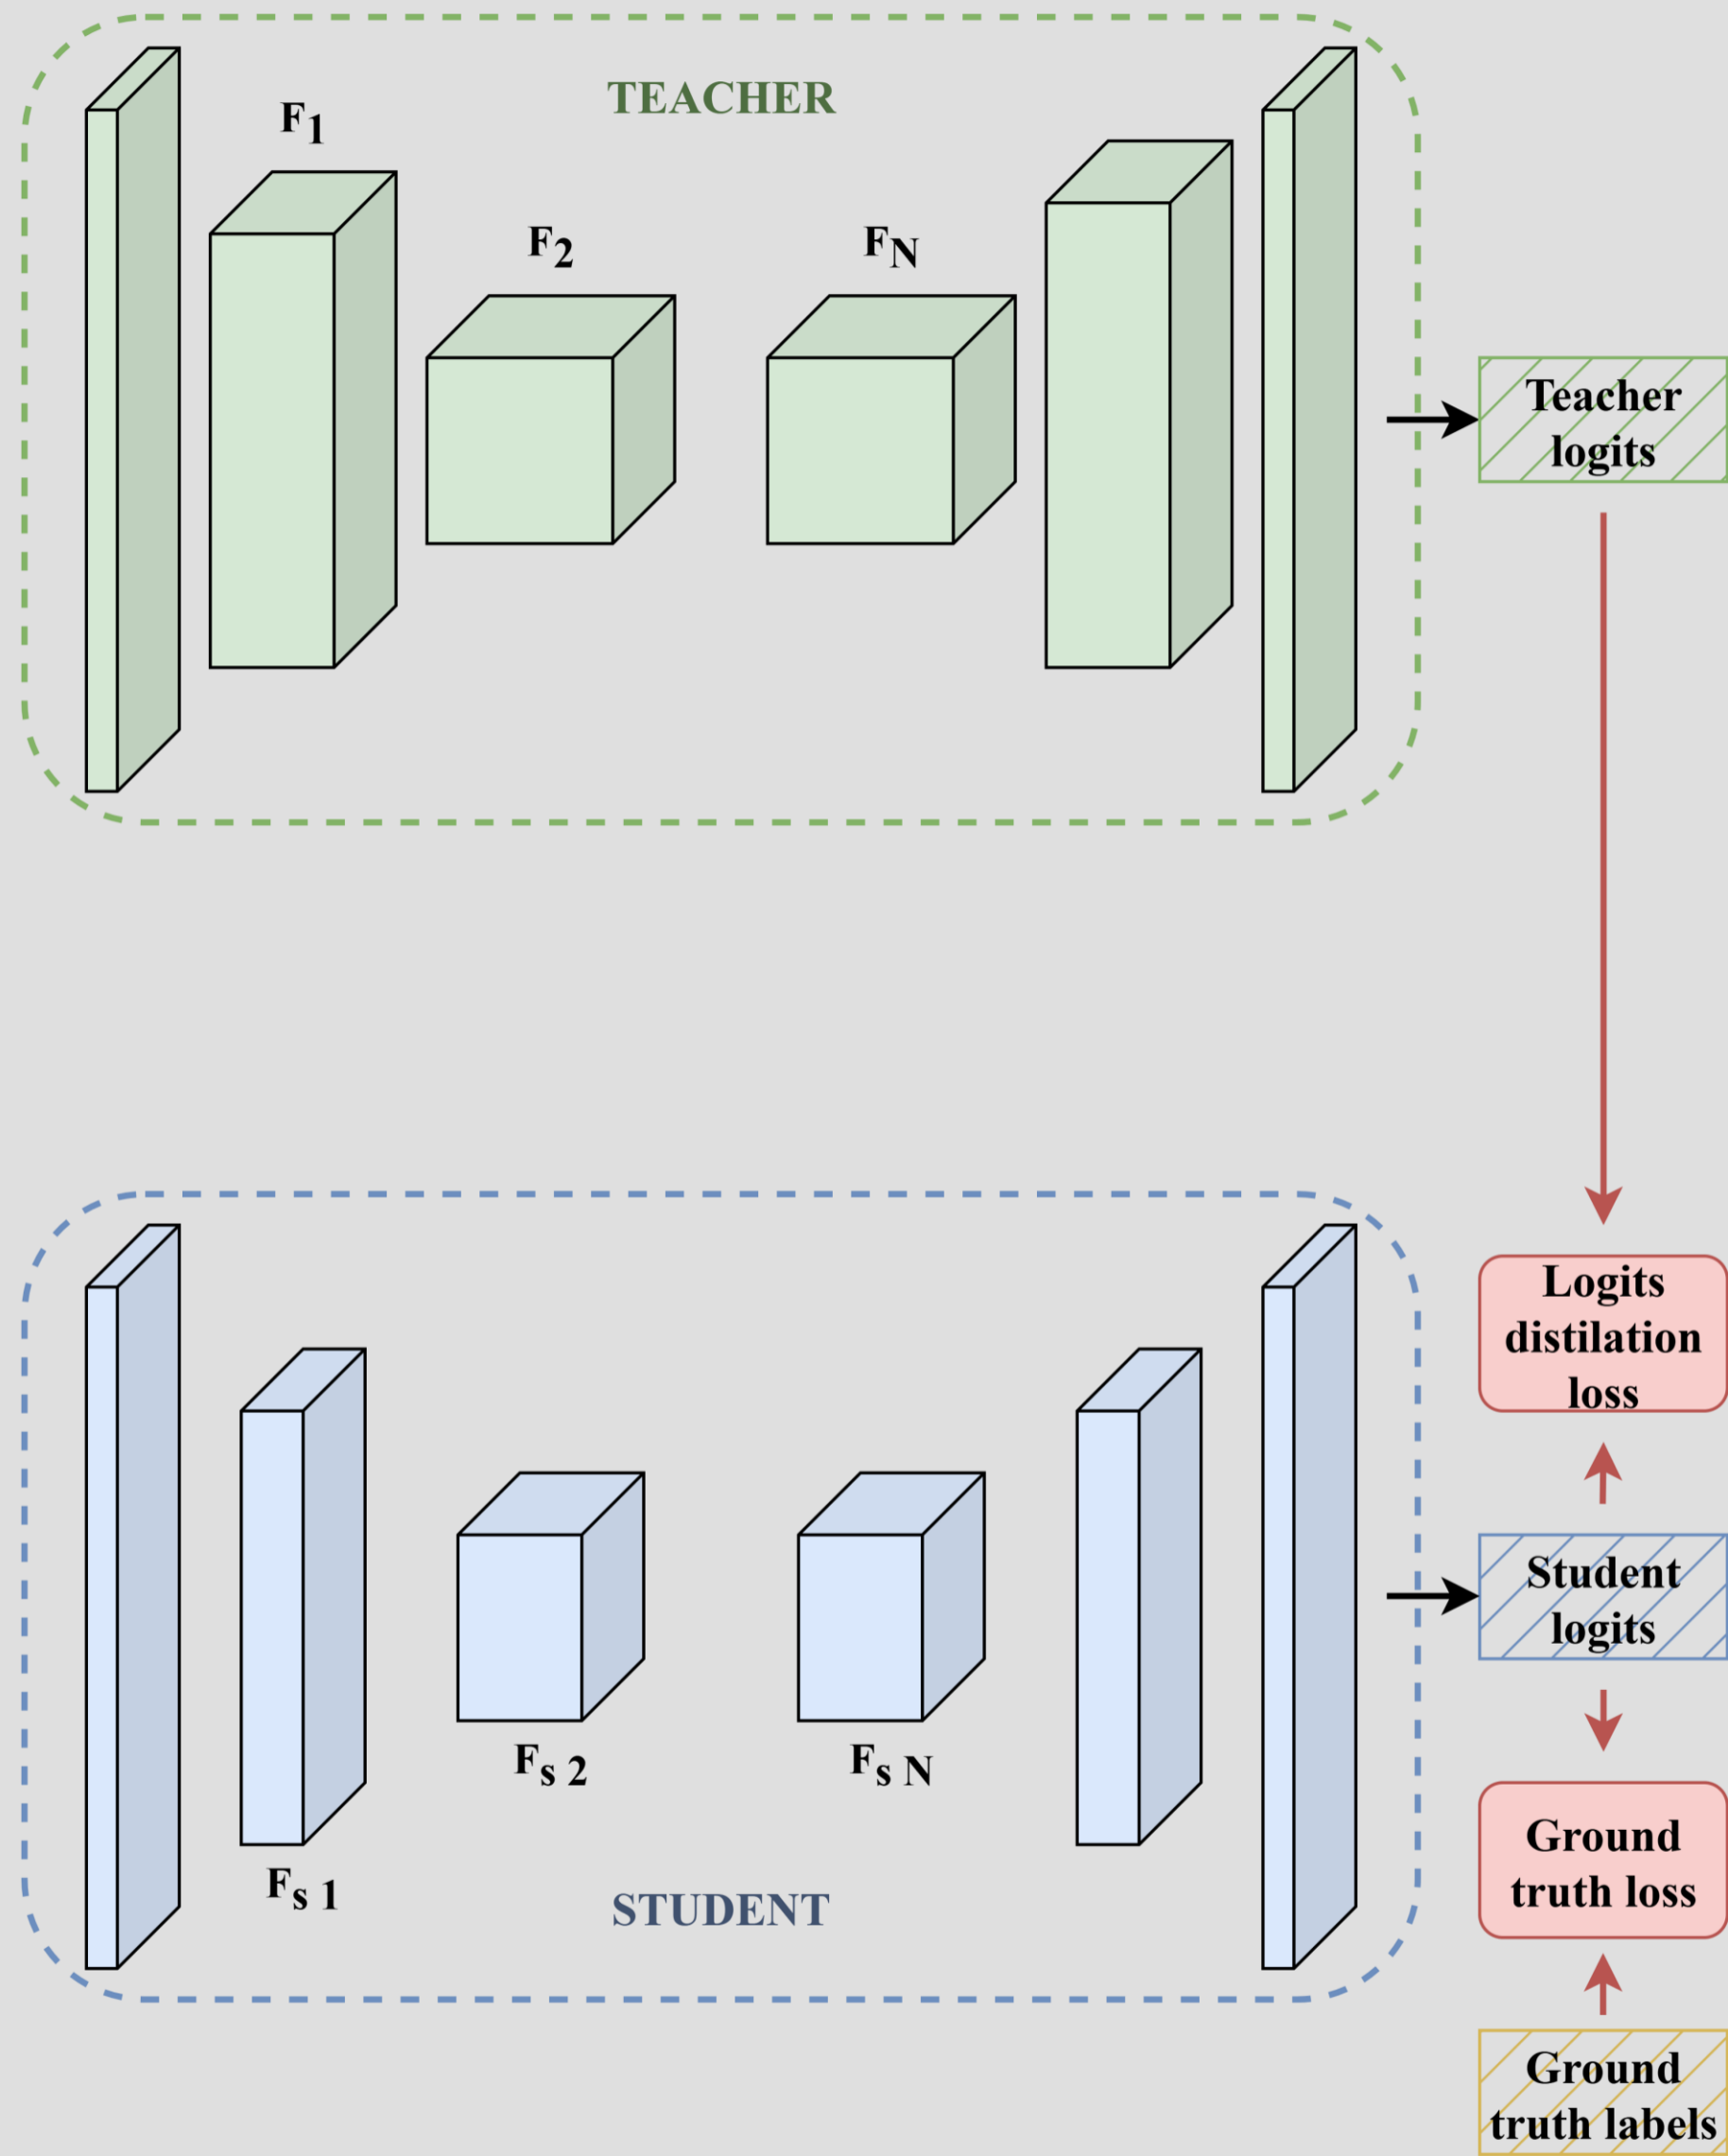 TEACHER
F1
F2
FN
Teacher
logits
Logits
distilation
loss
Student
logits
Fs 2
Fs N
Fs 1
STUDENT
Ground
truth loss
Ground
truth labels